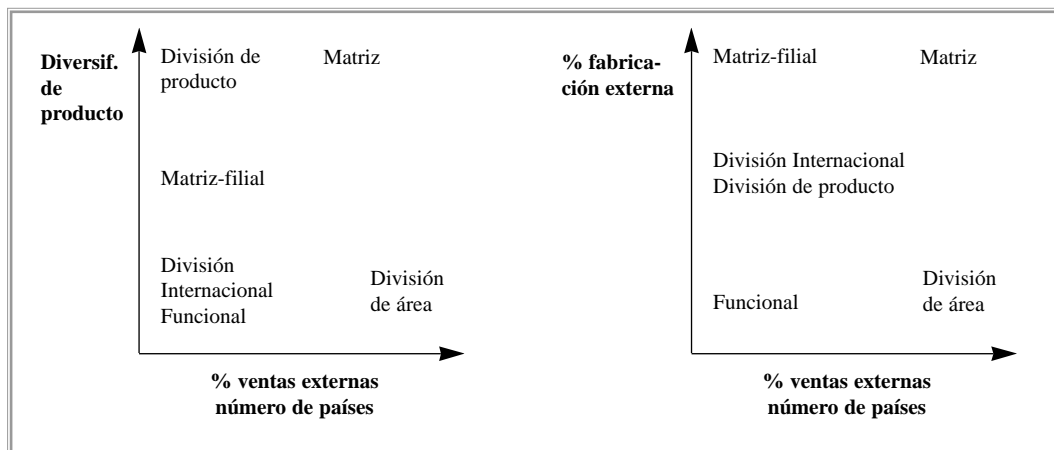 Diversif.
de
producto
División de
producto
Matriz
Matriz-filial
División
Internacional
Funcional
División
de área
% ventas externas
número de países
% fabrica-
ción externa
Matriz-filial
Matriz
División Internacional
División de producto
Funcional
División
de área
% ventas externas
número de países